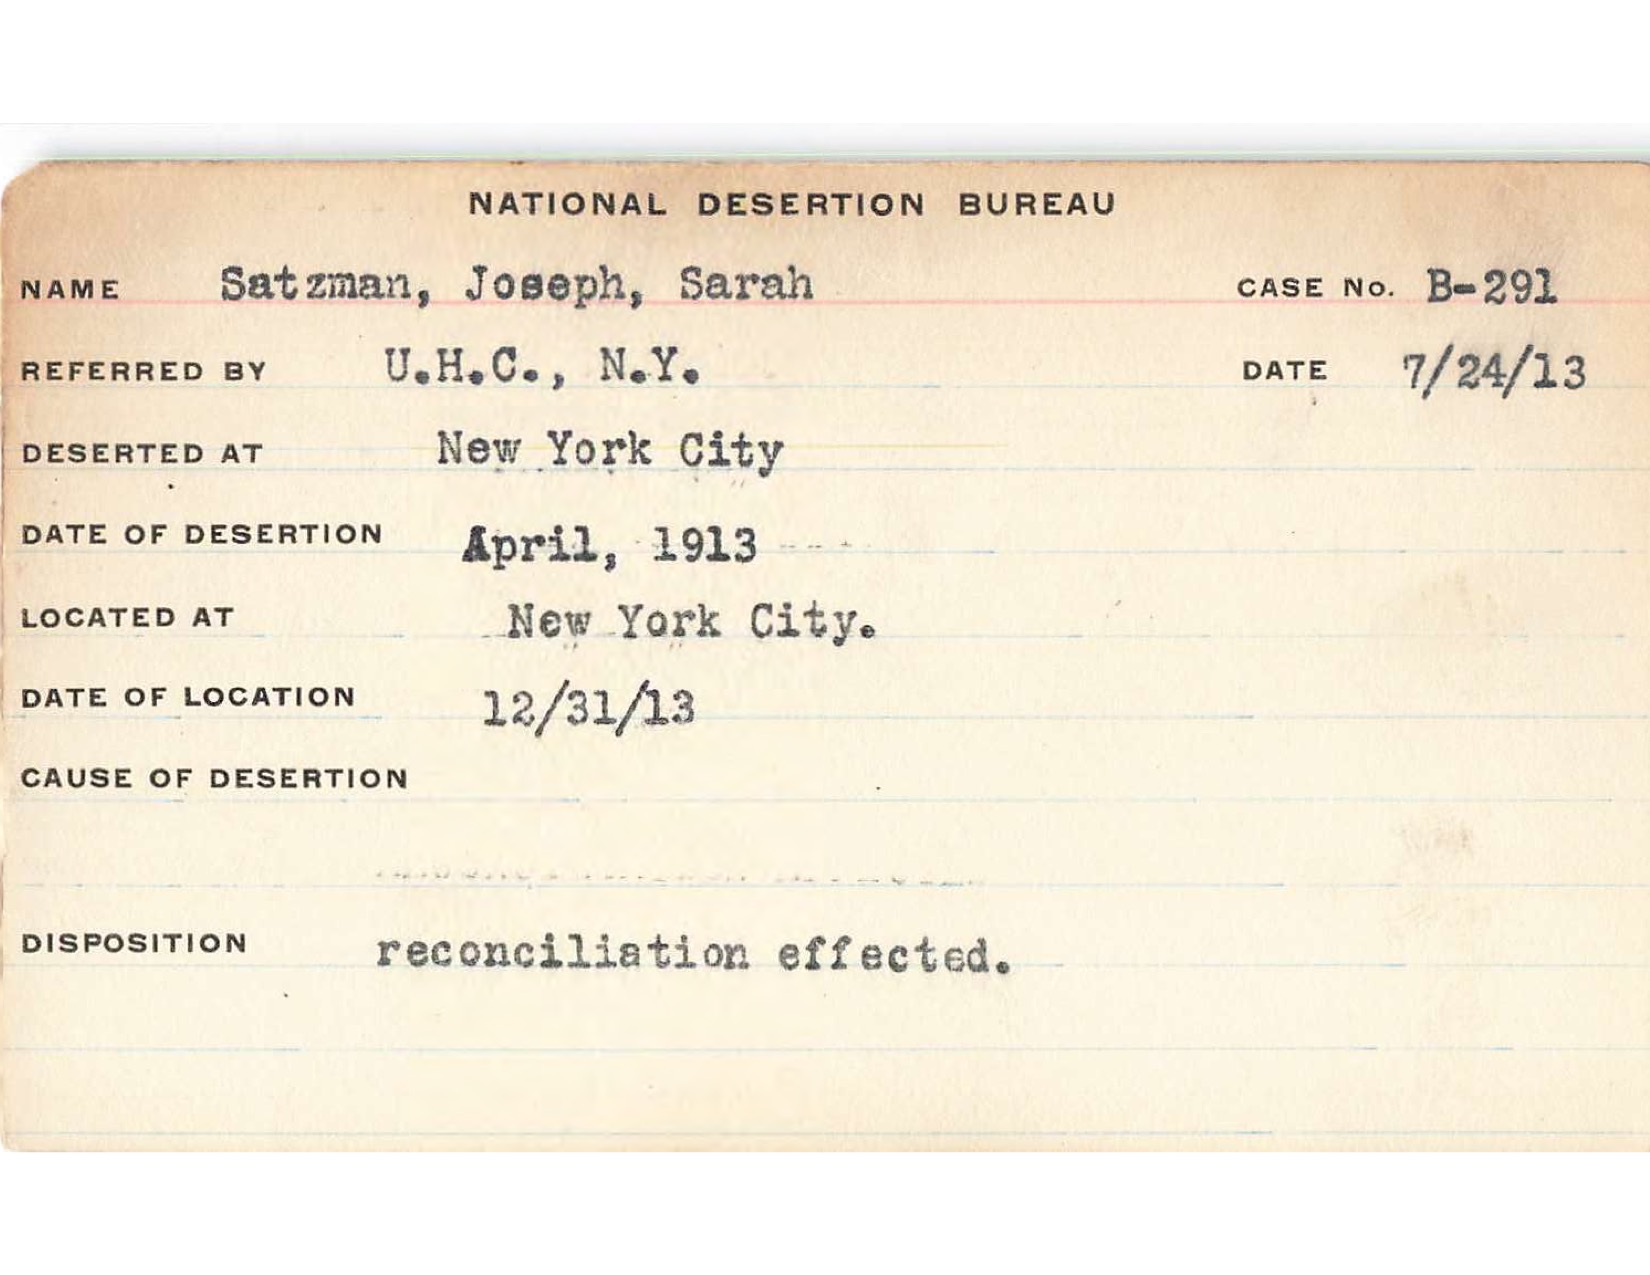 NATIONAL DESERTION BUREAU
NAME Satzman, Joseph, Sarah CASE No. B-291
REFERRED BY U.H.C., N.Y. DATE 7/24/13
DESERTED AT New York City
DATE OF DESERTION April, 1913
LOCATED AT New York City.
DATE OF LOCATION 12/31/13
CAUSE OF DESERTION
DISPOSITION reconciliation effected.